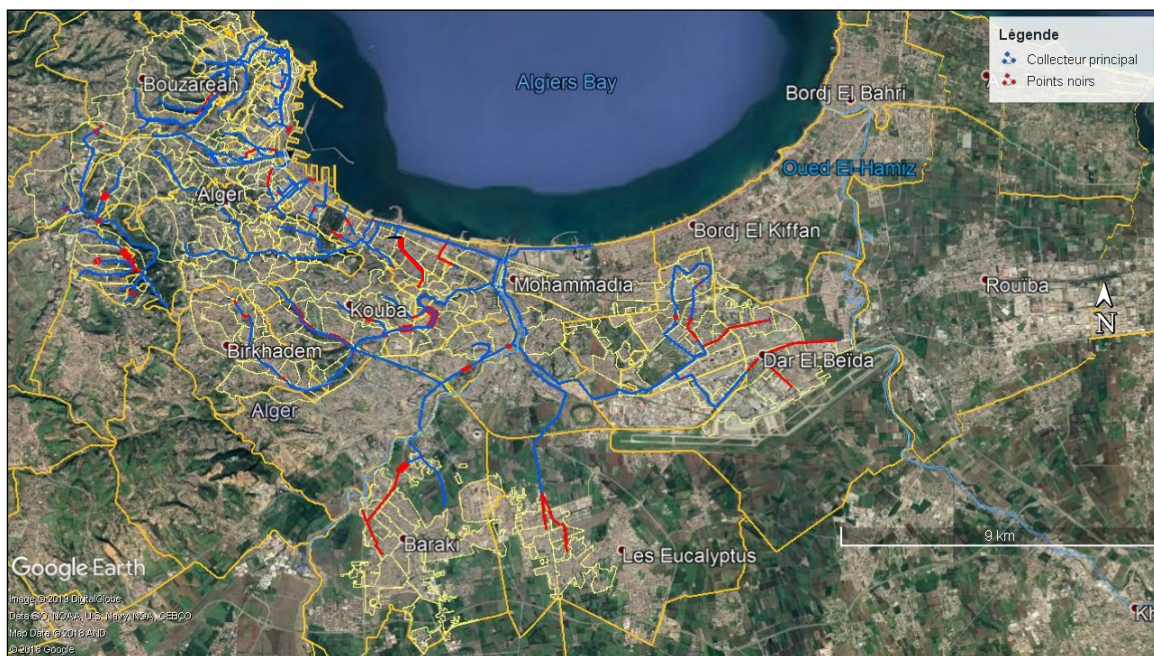 Légende
Collecteur principal
Points noirs
Algiers Bay
Bouzareah
Bordj El Bahri
Oued El-Hamiz
Alger
Bordj El Kiffan
Mohammadia
Rouïba
Kouba
N
Birkhadem
Dar El Beïda
Alger
9 km
Baraki
Les Eucalyptus
Google Earth
Image © 2019 DigitalGlobe
Data SIO, NOAA, U.S. Navy, NGA, GEBCO
Map Data © 2018 AND
© 2018 Google
Kh